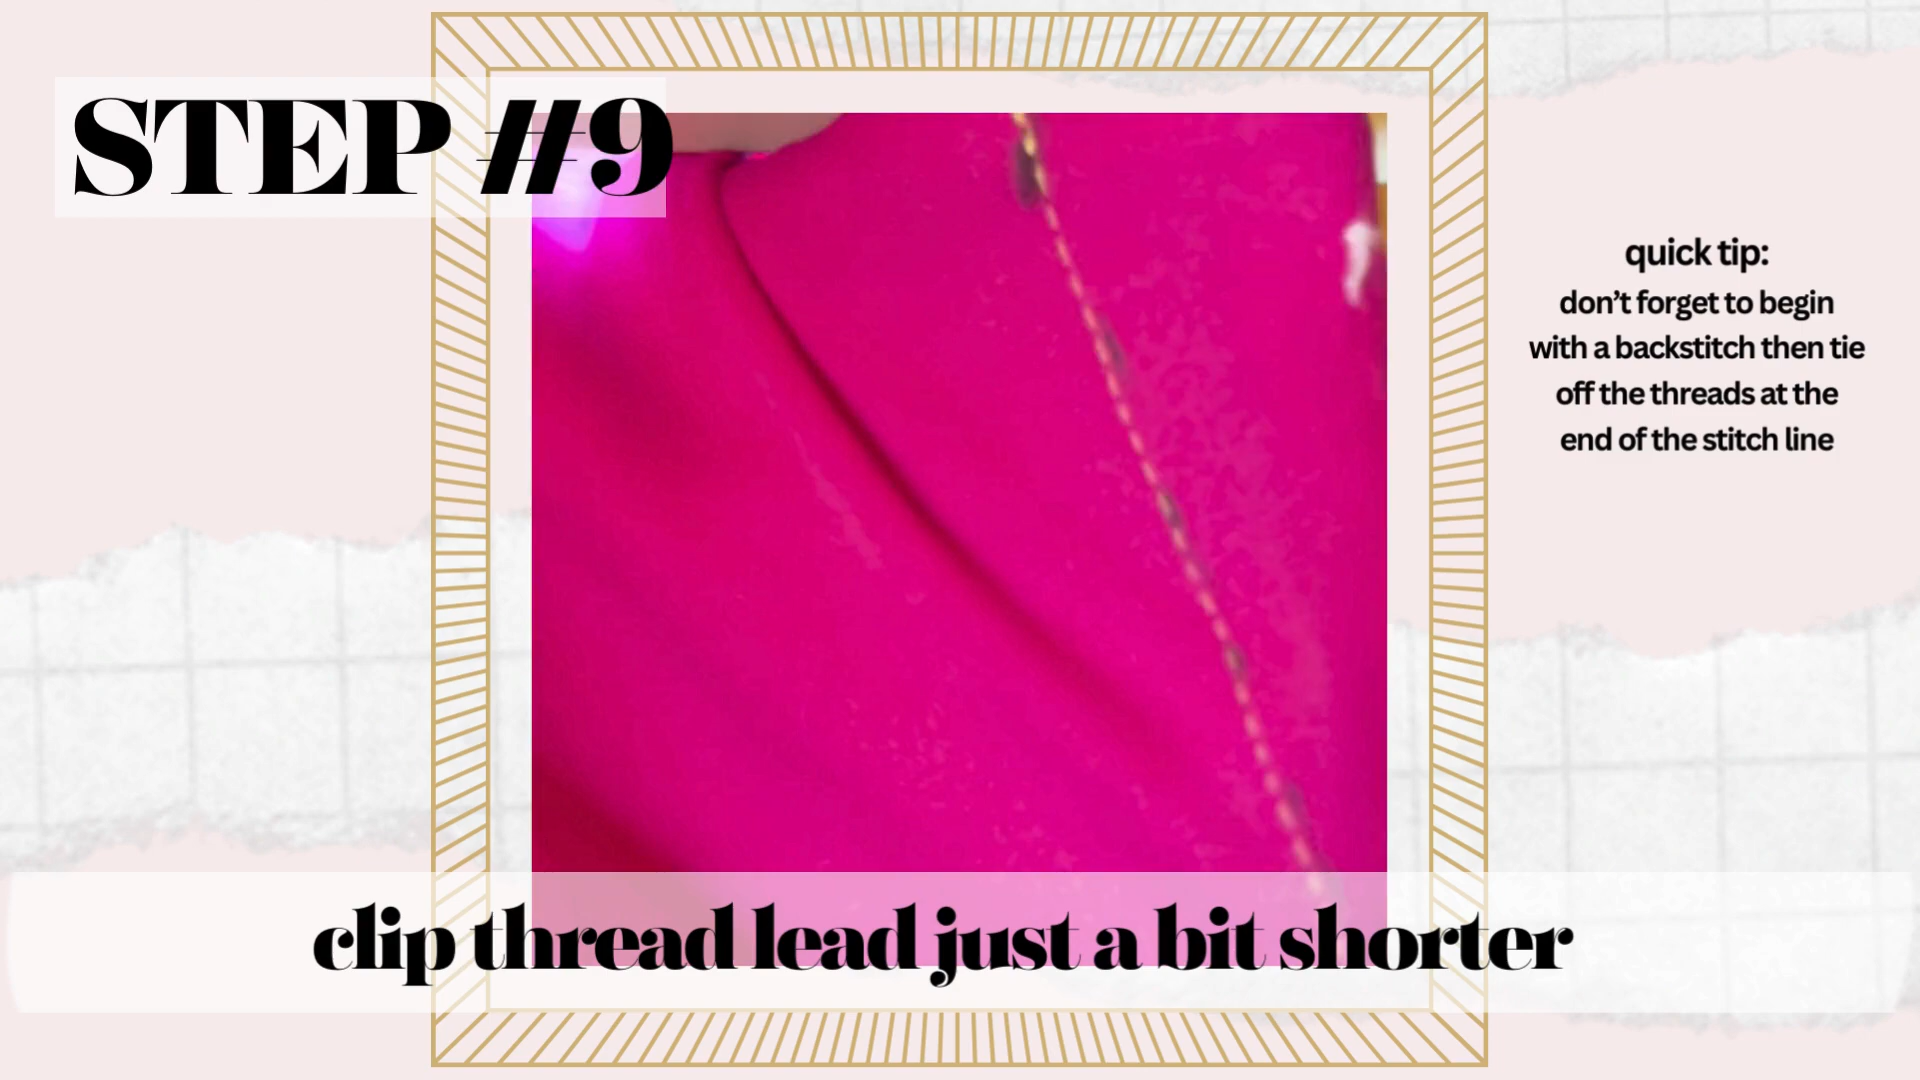 STEP #9
quick tip:
don't forget to begin
with a backstitch then tie
off the threads at the
end of the stitch line
clip thread lead just a bit shorter